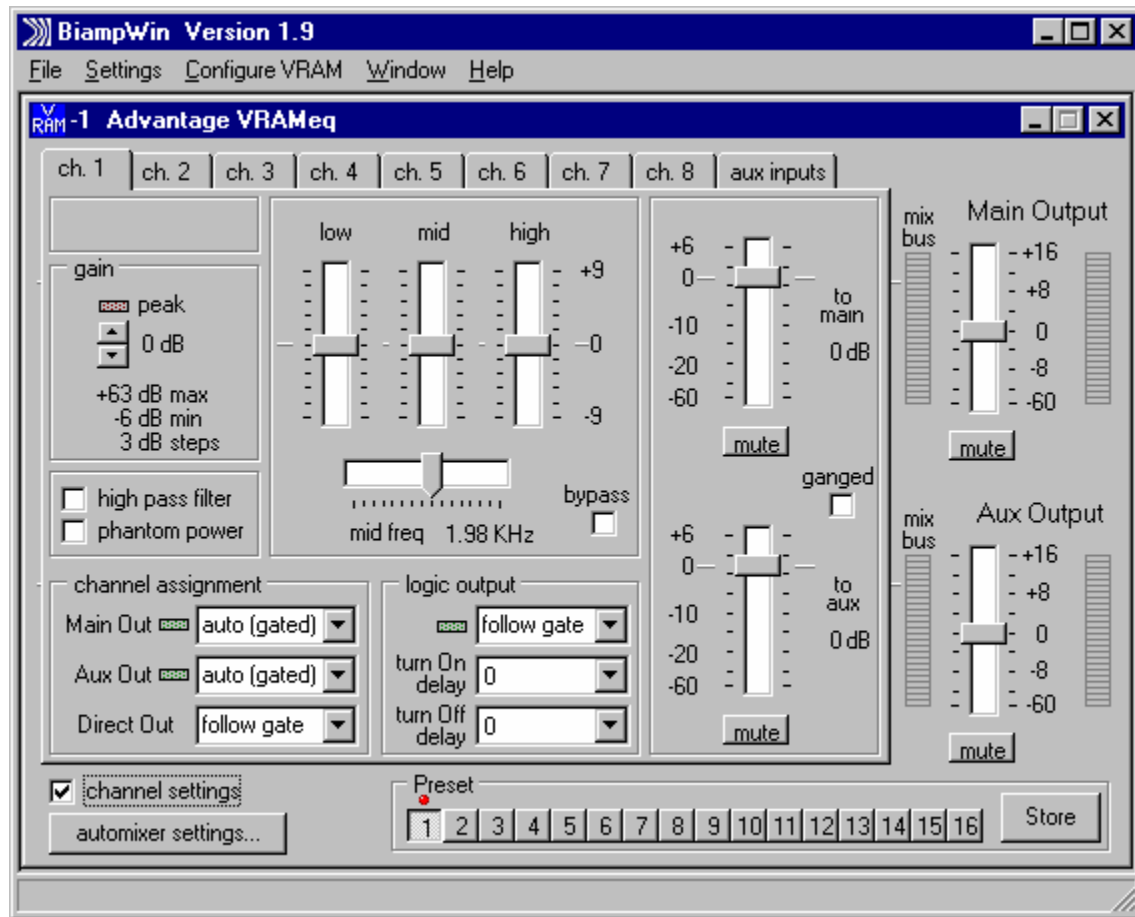 BiampWin Version 1.9
File Settings Configure VRAM Window Help
V RAM -1 Advantage VRAMeq
ch. 1 ch. 2 ch. 3 ch. 4 ch. 5 ch. 6 ch. 7 ch. 8 aux inputs
gain
peak
0 dB
+63 dB max
-6 dB min
3 dB steps
high pass filter
phantom power
low mid high
+9
0
-9
mid freq 1.98 KHz
bypass
+6
0
-10
-20
-60
to
main
0 dB
mute
ganged
+6
0
-10
-20
-60
to
aux
0 dB
mute
channel assignment
Main Out auto (gated)
Aux Out auto (gated)
Direct Out follow gate
logic output
follow gate
turn On
delay 0
turn Off
delay 0
mix
bus
Main Output
+16
+8
0
-8
-60
mute
mix
bus
Aux Output
+16
+8
0
-8
-60
mute
channel settings
automixer settings...
Preset
1 2 3 4 5 6 7 8 9 10 11 12 13 14 15 16
Store